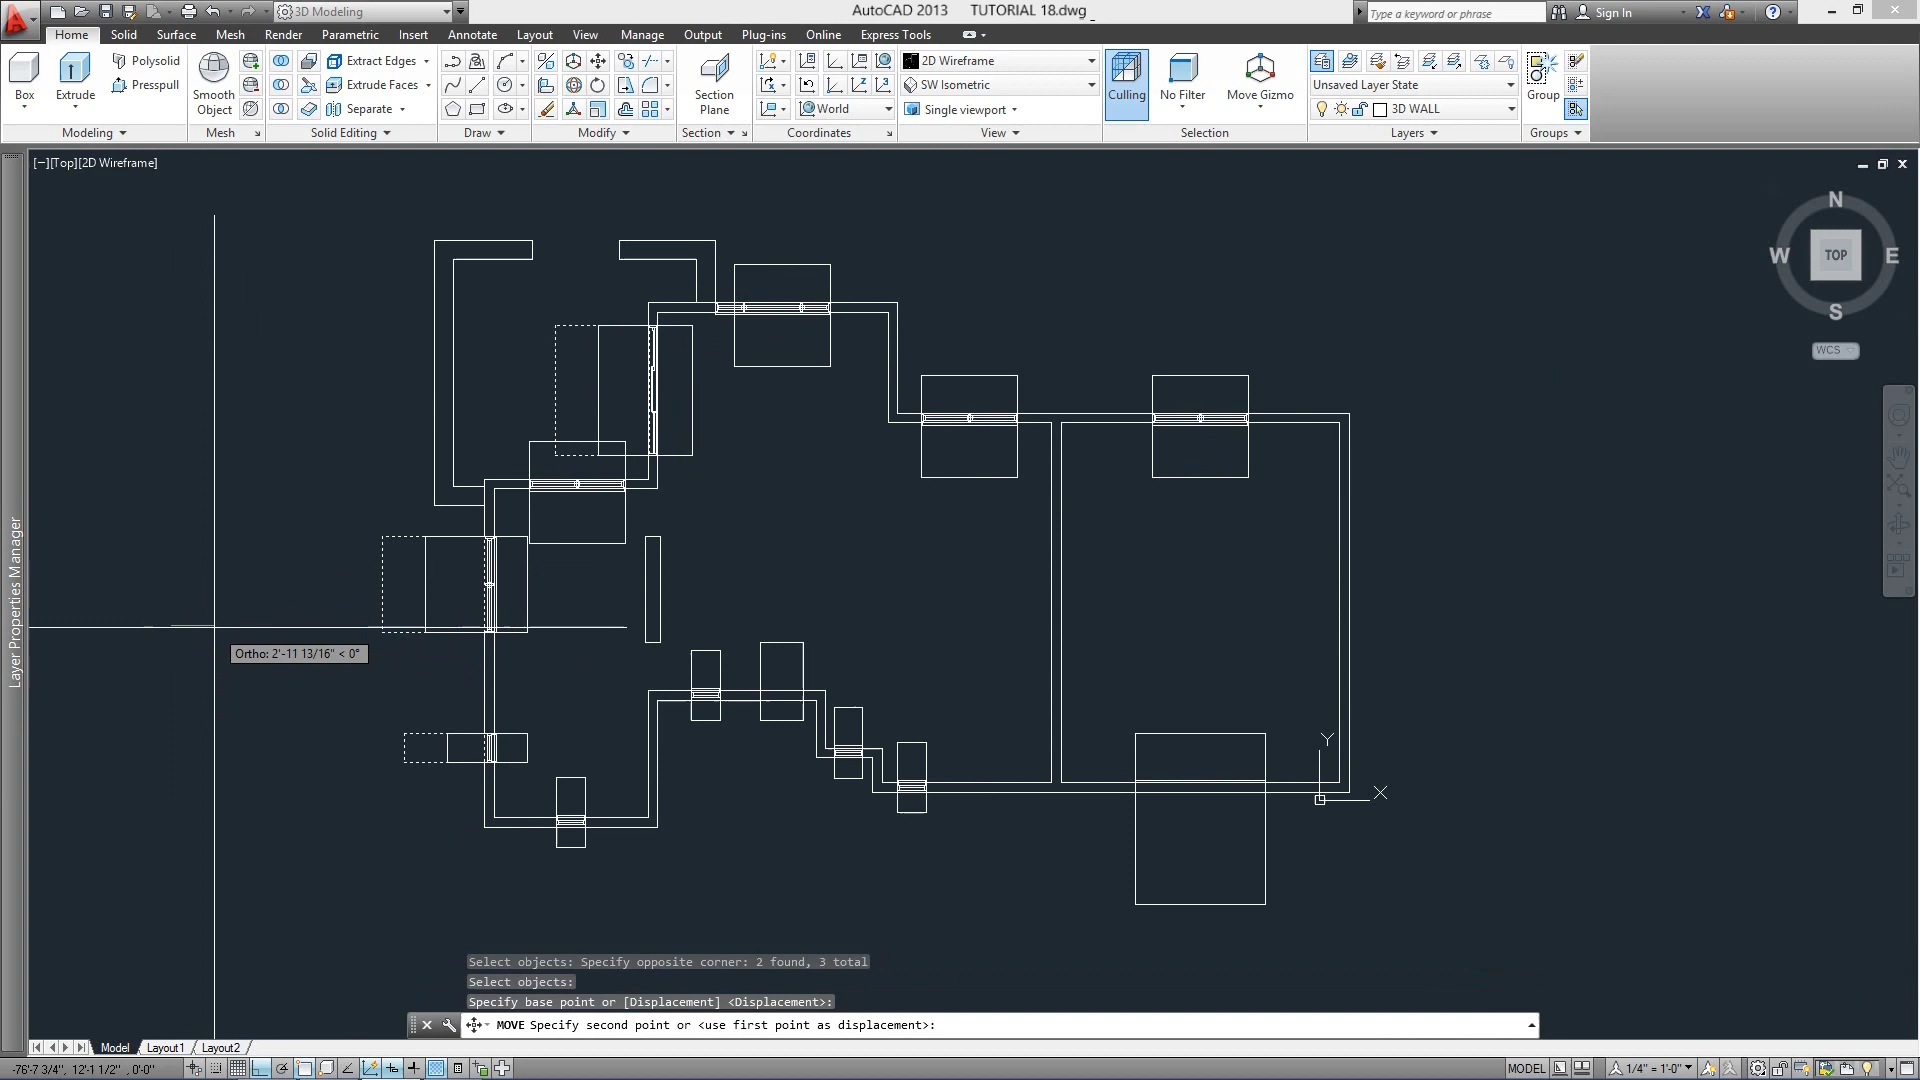 3D Modeling
AutoCAD 2013 TUTORIAL 18.dwg
Type a keyword or phrase
Sign In
Home Solid Surface Mesh Render Parametric Insert Annotate Layout View Manage Output Plug-ins Online Express Tools
Box
Extrude
Polysolid
Presspull
Modeling
Smooth
Object
Mesh
Extract Edges
Extrude Faces
Separate
Solid Editing
Draw
Modify
Section
Plane
Section
World
Coordinates
2D Wireframe
SW Isometric
Single viewport
View
Culling
No Filter
Move Gizmo
Selection
Unsaved Layer State
3D WALL
Layers
Group
Groups
[−][Top][2D Wireframe]
N
W
TOP
E
S
WCS
Layer Properties Manager
Ortho: 2'-11 13/16" < 0°
Y
X
Select objects: Specify opposite corner: 2 found, 3 total
Select objects:
Specify base point or [Displacement] <Displacement>:
MOVE Specify second point or <use first point as displacement>:
Model Layout1 Layout2
-76'-7 3/4", 12'-1 1/2" , 0'-0"
MODEL
1/4" = 1'-0"